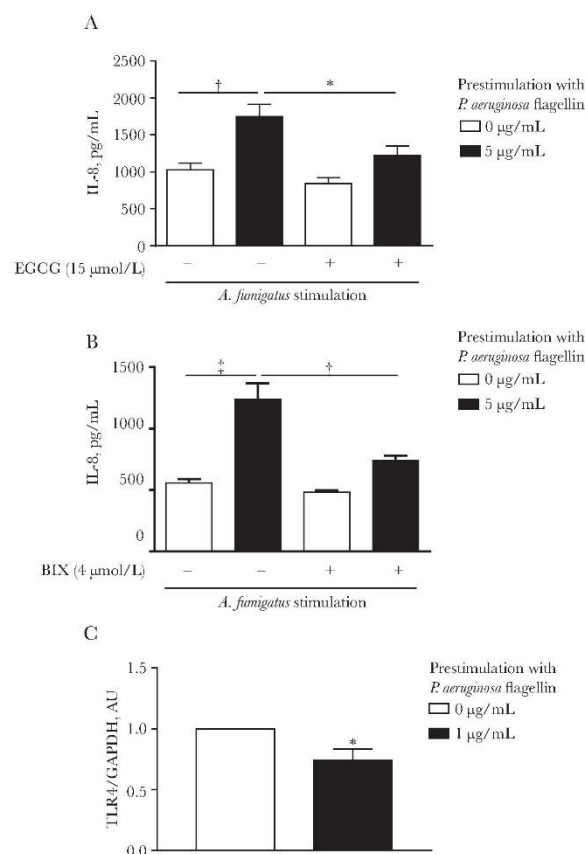 A
2500
2000
1500
1000
500
0
IL-8, pg/mL
†
*
Prestimulation with
P. aeruginosa flagellin
0 µg/mL
5 µg/mL
EGCG (15 µmol/L)
– – + +
A. fumigatus stimulation
B
1500
1000
500
0
IL-8, pg/mL
‡
†
Prestimulation with
P. aeruginosa flagellin
0 µg/mL
5 µg/mL
BIX (4 µmol/L)
– – + +
A. fumigatus stimulation
C
1.5
1.0
0.5
0.0
TLR4/GAPDH, AU
*
Prestimulation with
P. aeruginosa flagellin
0 µg/mL
1 µg/mL